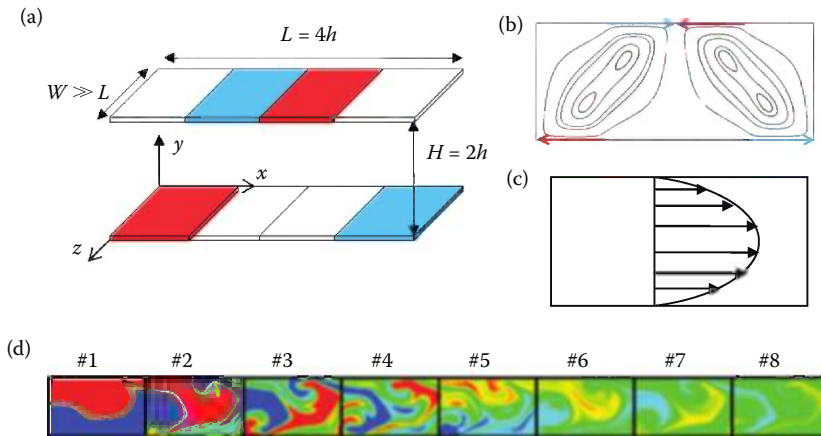 (a)
L = 4h
W ≫ L
y
x
z
H = 2h
(b)
(c)
(d)
#1 #2 #3 #4 #5 #6 #7 #8